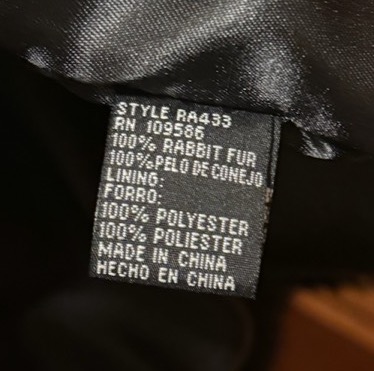 STYLE RA433
RN 109586
100% RABBIT FUR
100% PELO DE CONEJO
LINING:
FORRO:
100% POLYESTER
100% POLIESTER
MADE IN CHINA
HECHO EN CHINA